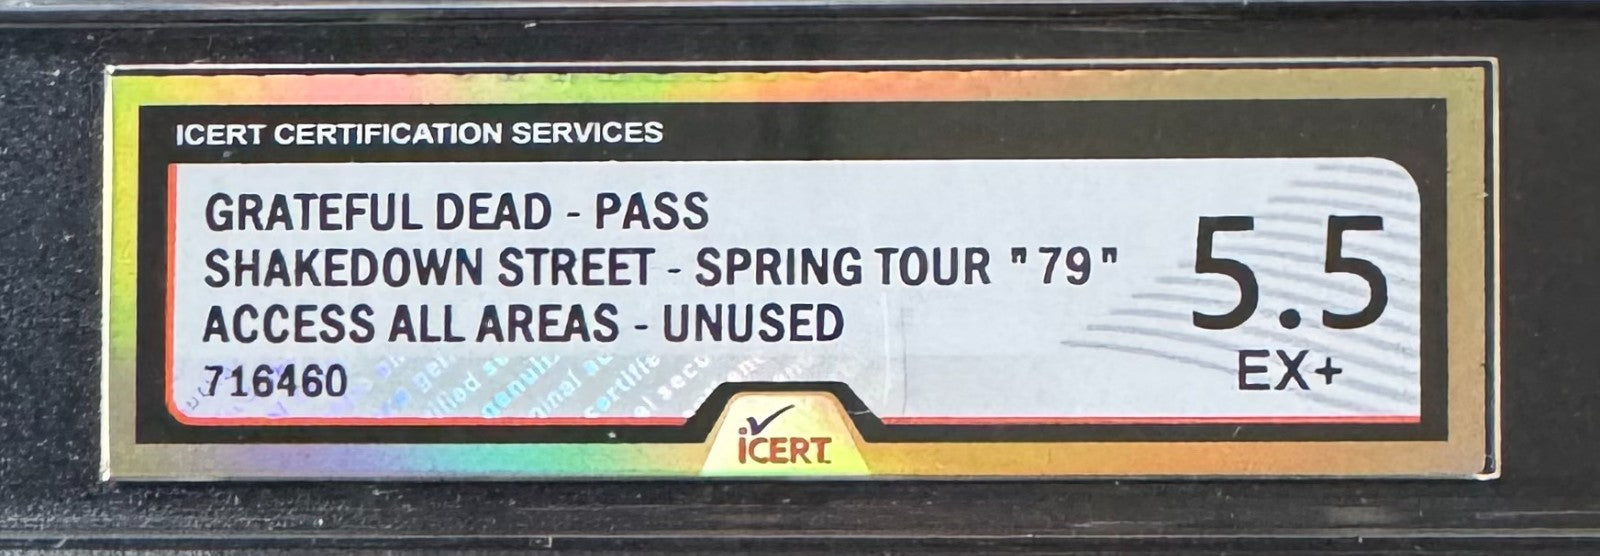 ICERT CERTIFICATION SERVICES
GRATEFUL DEAD - PASS
SHAKEDOWN STREET - SPRING TOUR "79"
ACCESS ALL AREAS - UNUSED
716460
5.5
EX+
iCERT